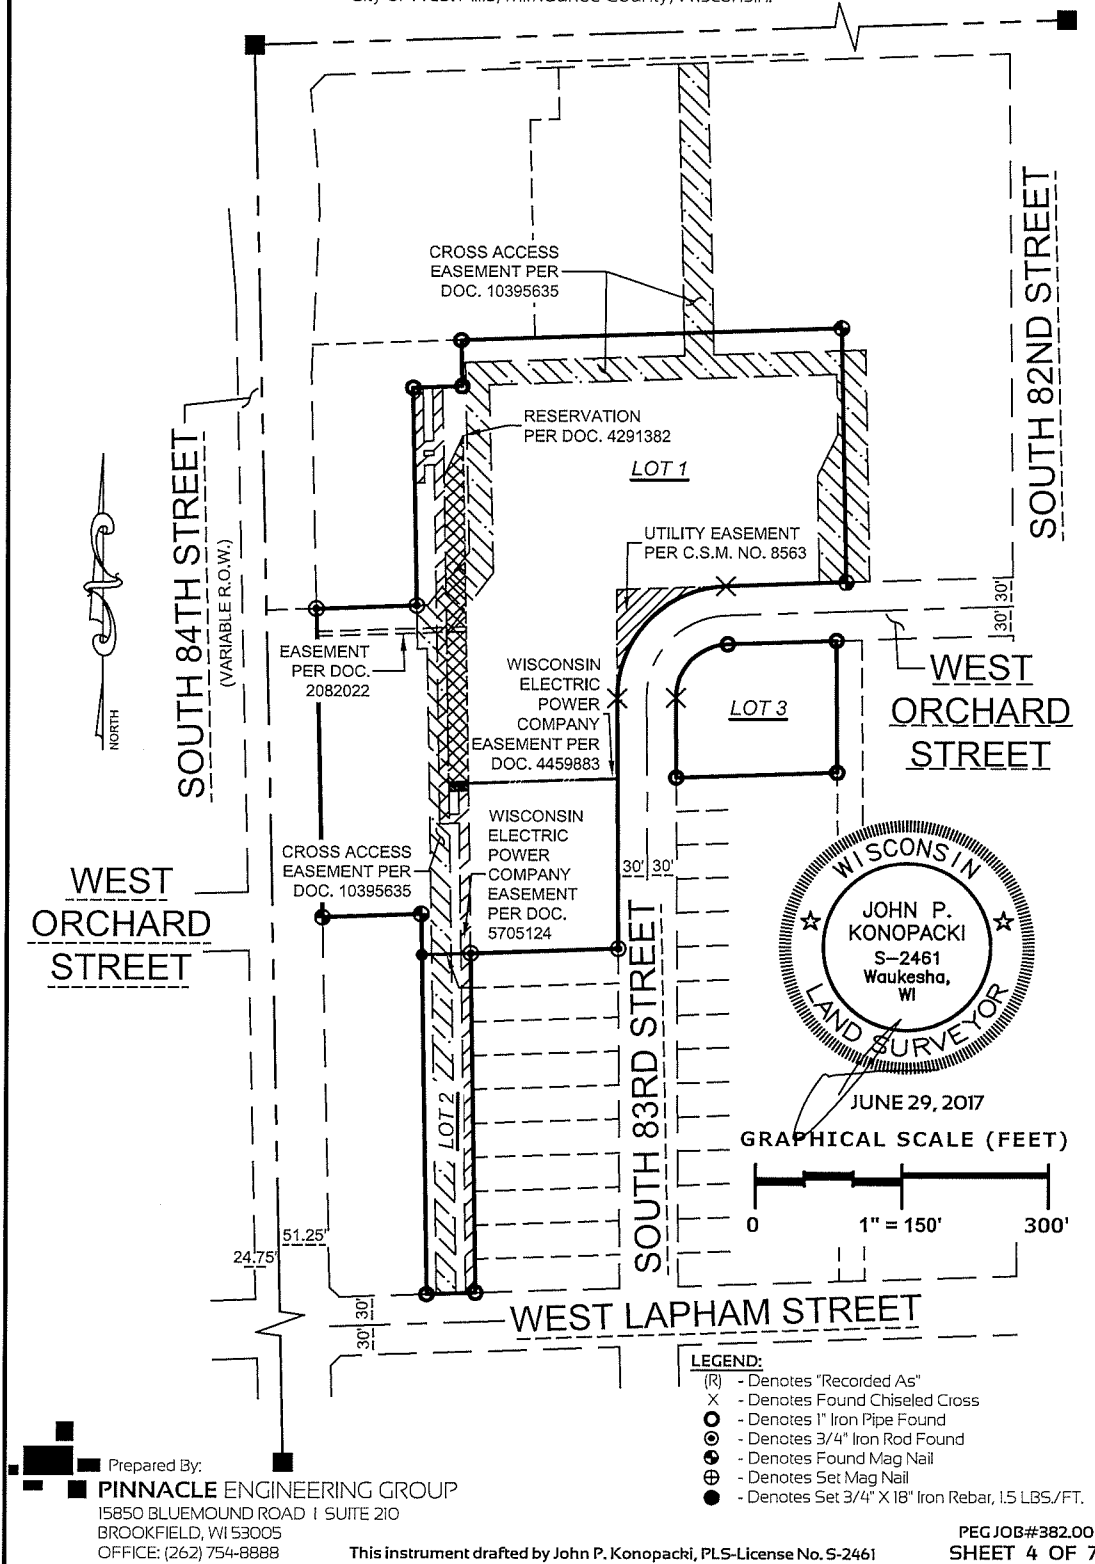 SOUTH 82ND STREET
CROSS ACCESS
EASEMENT PER
DOC. 10395635
RESERVATION
PER DOC. 4291382
LOT 1
UTILITY EASEMENT
PER C.S.M. NO. 8563
SOUTH 84TH STREET
(VARIABLE R.O.W.)
NORTH
30'
30'
EASEMENT
PER DOC.
2082022
WISCONSIN
ELECTRIC
POWER
COMPANY
EASEMENT PER
DOC. 4459883
LOT 3
WEST
ORCHARD
STREET
WISCONSIN
ELECTRIC
POWER
COMPANY
EASEMENT
PER DOC.
5705124
CROSS ACCESS
EASEMENT PER
DOC. 10395635
30' 30'
WEST
ORCHARD
STREET
WISCONSIN
JOHN P.
KONOPACKI
S-2461
Waukesha,
WI
LAND SURVEYOR
JUNE 29, 2017
LOT 2
SOUTH 83RD STREET
GRAPHICAL SCALE (FEET)
0 1" = 150' 300'
51.25'
24.75'
30'
30'
WEST LAPHAM STREET
LEGEND:
(R) - Denotes "Recorded As"
X - Denotes Found Chiseled Cross
- Denotes 1" Iron Pipe Found
- Denotes 3/4" Iron Rod Found
- Denotes Found Mag Nail
- Denotes Set Mag Nail
- Denotes Set 3/4" X 18" Iron Rebar, 1.5 LBS./FT.
Prepared By:
PINNACLE ENGINEERING GROUP
15850 BLUEMOUND ROAD | SUITE 210
BROOKFIELD, WI 53005
OFFICE: (262) 754-8888
This instrument drafted by John P. Konopacki, PLS-License No. S-2461
PEG JOB#382.00
SHEET 4 OF 7